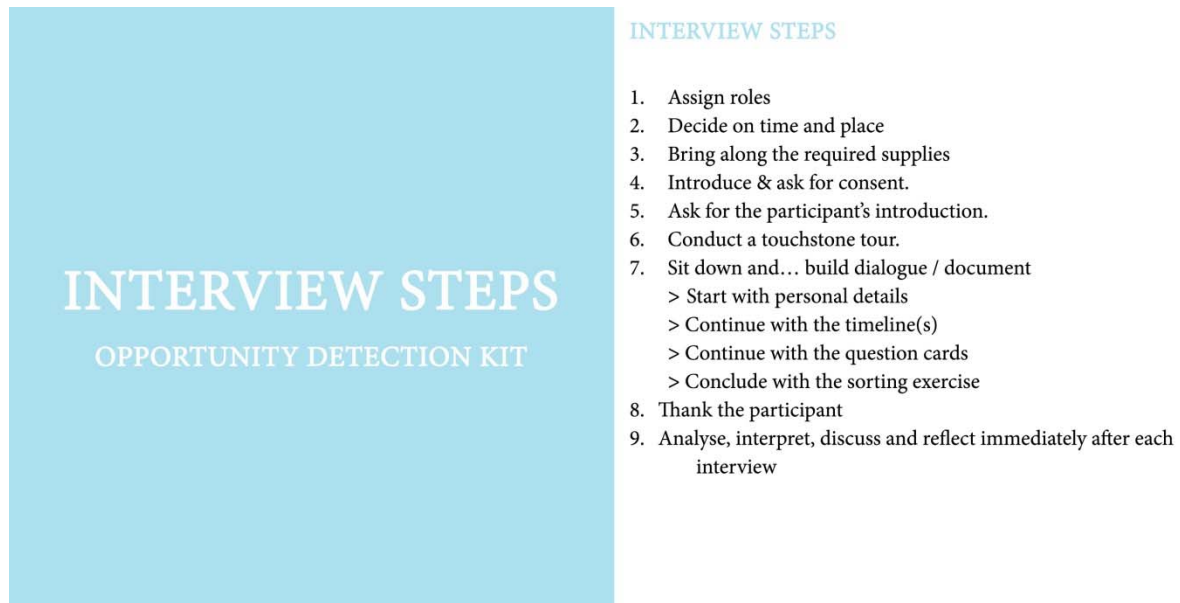 INTERVIEW STEPS
OPPORTUNITY DETECTION KIT
INTERVIEW STEPS
1. Assign roles
2. Decide on time and place
3. Bring along the required supplies
4. Introduce & ask for consent.
5. Ask for the participant’s introduction.
6. Conduct a touchstone tour.
7. Sit down and… build dialogue / document
> Start with personal details
> Continue with the timeline(s)
> Continue with the question cards
> Conclude with the sorting exercise
8. Thank the participant
9. Analyse, interpret, discuss and reflect immediately after each
interview